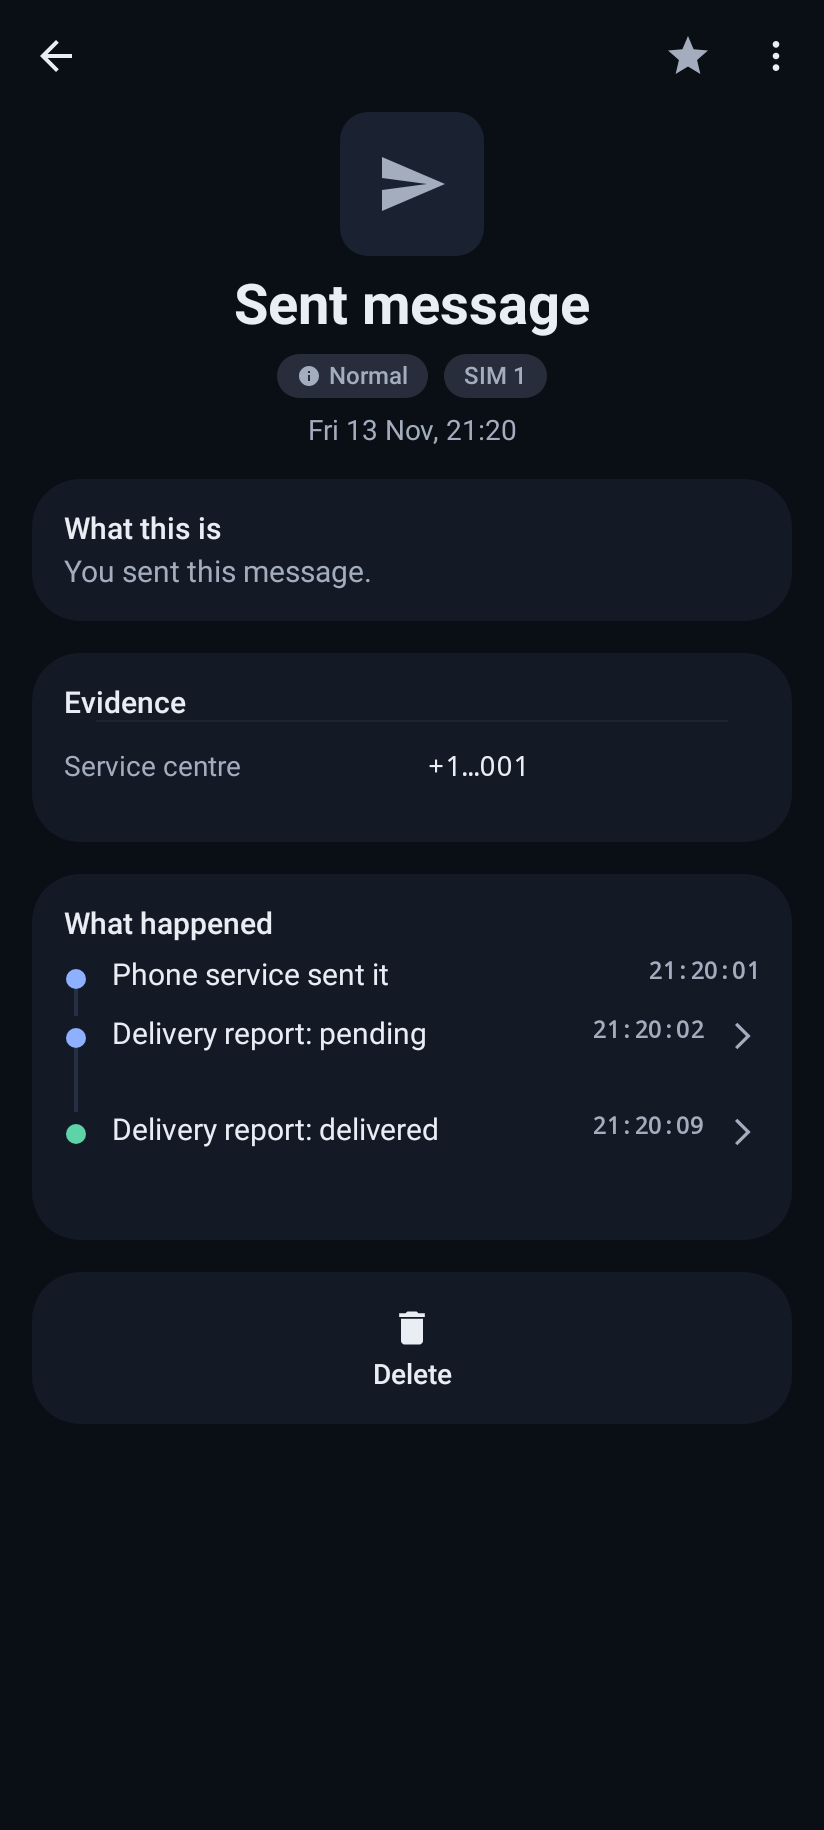 Sent message
Normal
SIM 1
Fri 13 Nov, 21:20
What this is
You sent this message.
Evidence
Service centre +1…001
What happened
Phone service sent it 21:20:01
Delivery report: pending 21:20:02
Delivery report: delivered 21:20:09
Delete